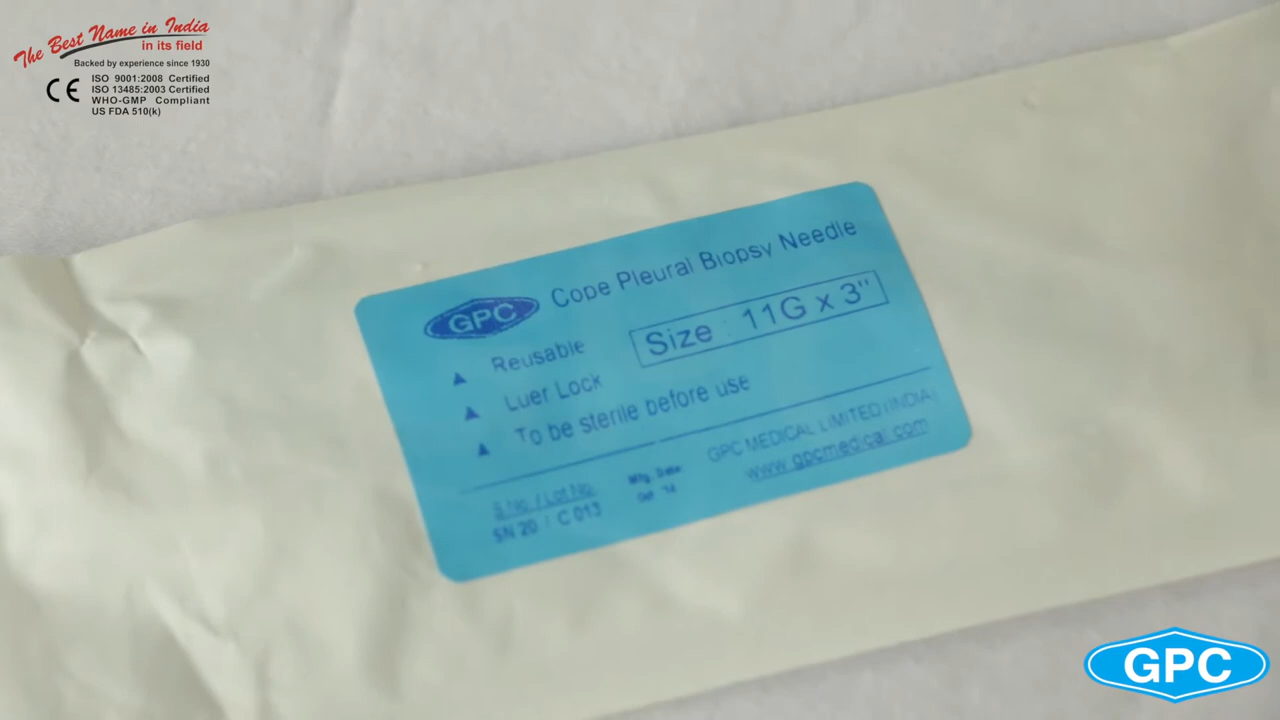 The Best Name in India
in its field
Backed by experience since 1930
CE
ISO 9001:2008 Certified
ISO 13485:2003 Certified
WHO-GMP Compliant
US FDA 510(k)
GPC Cope Pleural Biopsy Needle
Size : 11G x 3"
▲ Reusable
▲ Luer Lock
▲ To be sterile before use
S.No. / Lot No.
SN 20 / C 013
Mfg. Date
Oct '14
GPC MEDICAL LIMITED (INDIA)
www.gpcmedical.com
GPC